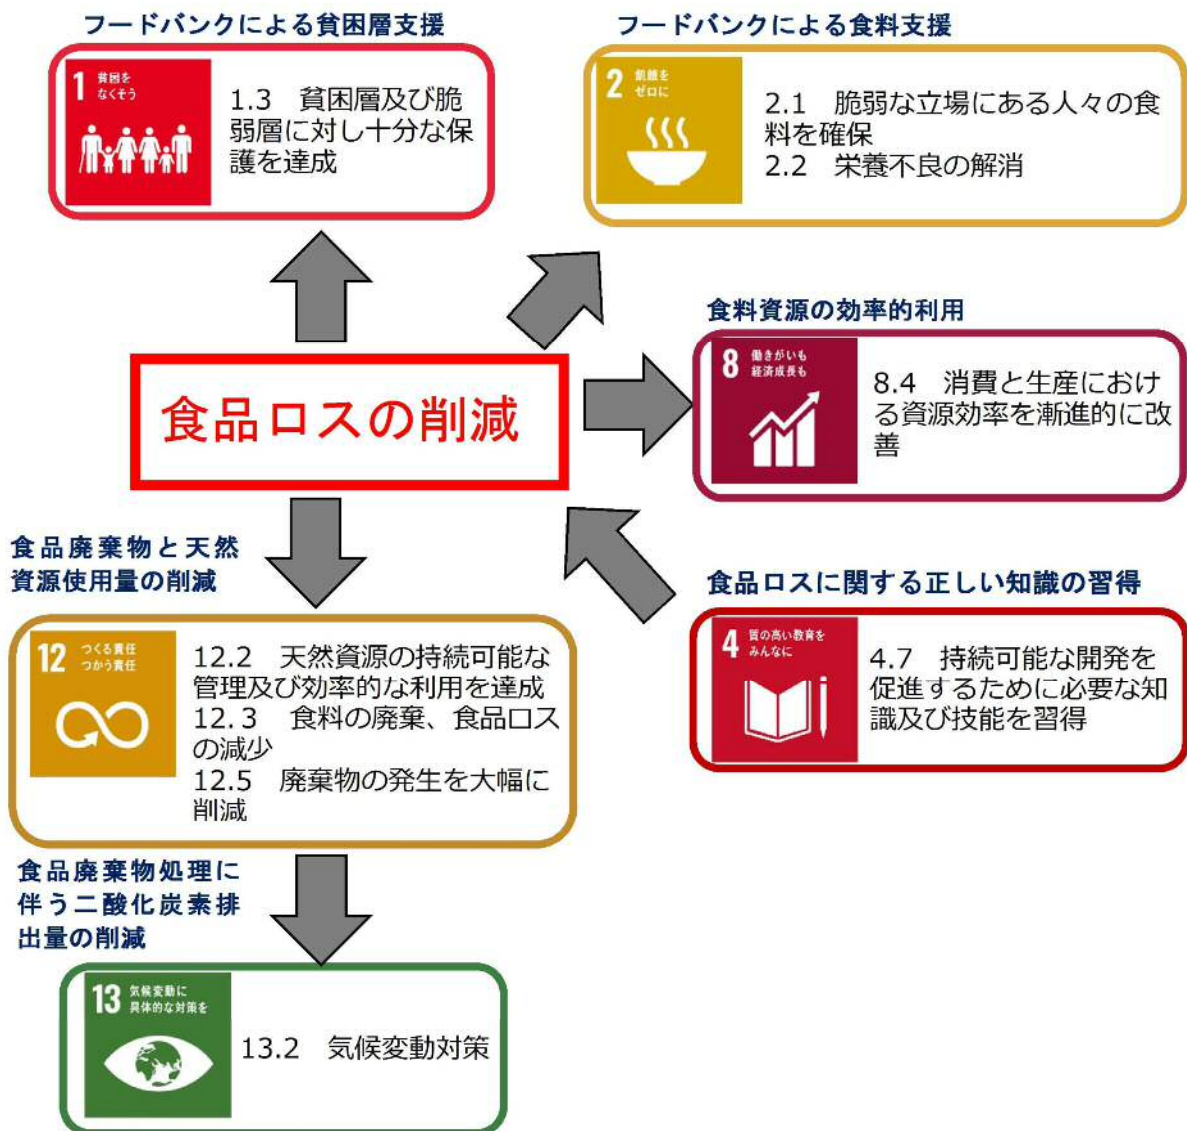 フードバンクによる貧困層支援
1 貧困を
なくそう
1.3 貧困層及び脆
弱層に対し十分な保
護を達成
フードバンクによる食料支援
2 飢餓を
ゼロに
2.1 脆弱な立場にある人々の食
料を確保
2.2 栄養不良の解消
食品ロスの削減
食料資源の効率的利用
8 働きがいも
経済成長も
8.4 消費と生産におけ
る資源効率を漸進的に改
善
食品ロスに関する正しい知識の習得
4 質の高い教育を
みんなに
4.7 持続可能な開発を
促進するために必要な知
識及び技能を習得
食品廃棄物と天然
資源使用量の削減
12 つくる責任
つかう責任
12.2 天然資源の持続可能な
管理及び効率的な利用を達成
12.3 食料の廃棄、食品ロス
の減少
12.5 廃棄物の発生を大幅に
削減
食品廃棄物処理に
伴う二酸化炭素排
出量の削減
13 気候変動に
具体的な対策を
13.2 気候変動対策